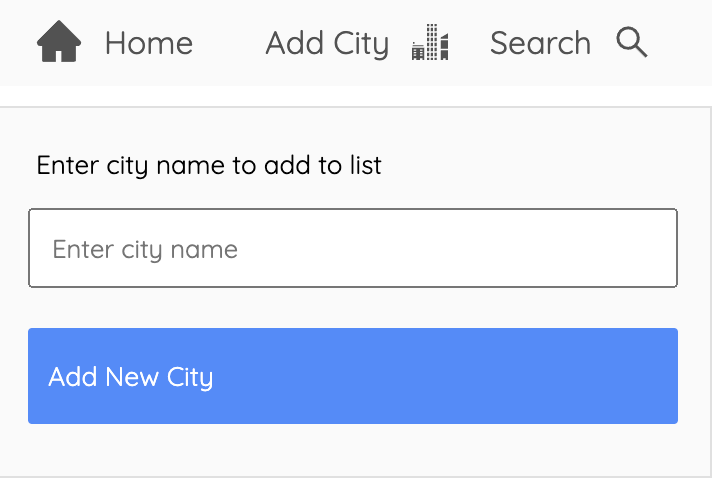 Home Add City Search
Enter city name to add to list
Enter city name
Add New City